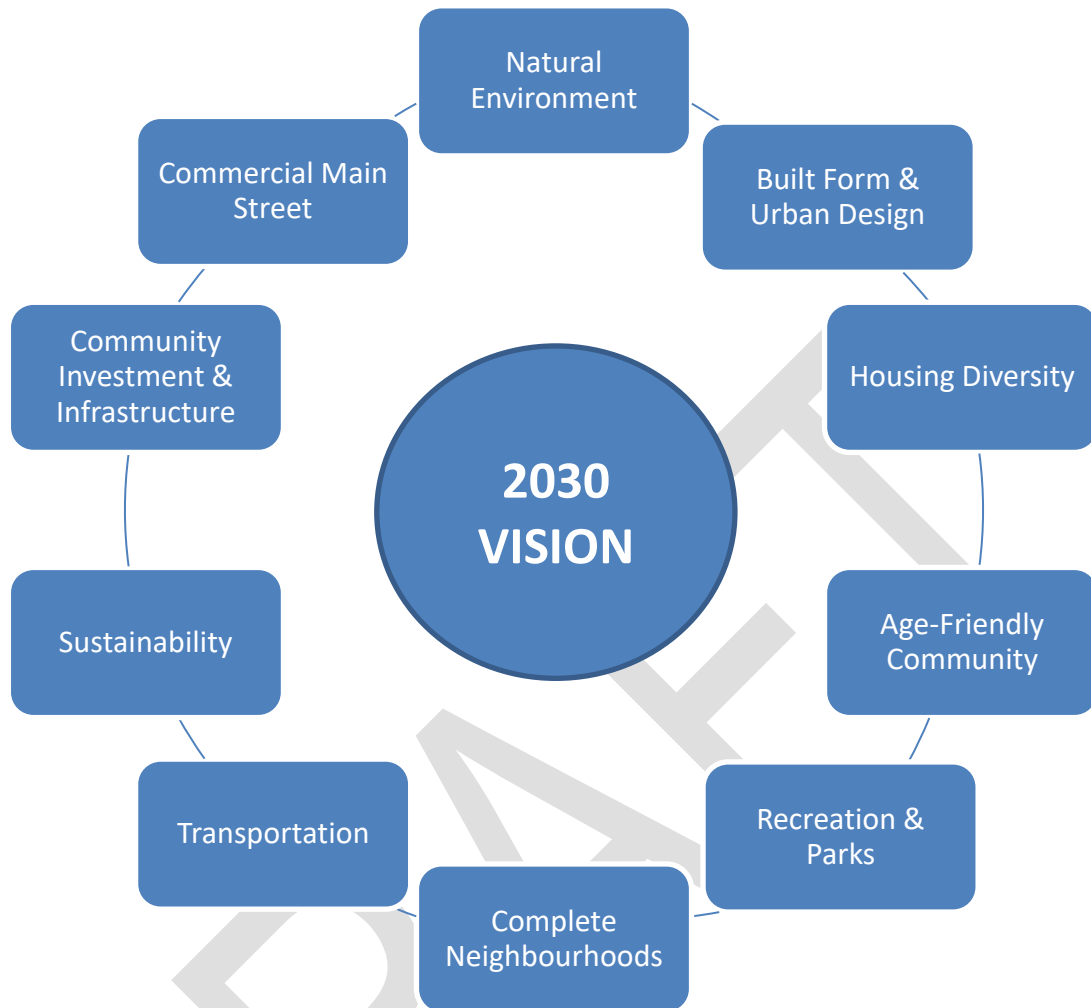 Natural
Environment
Built Form &
Urban Design
Housing Diversity
Age-Friendly
Community
Recreation &
Parks
Complete
Neighbourhoods
Transportation
Sustainability
Community
Investment &
Infrastructure
Commercial Main
Street
2030
VISION
DRAFT